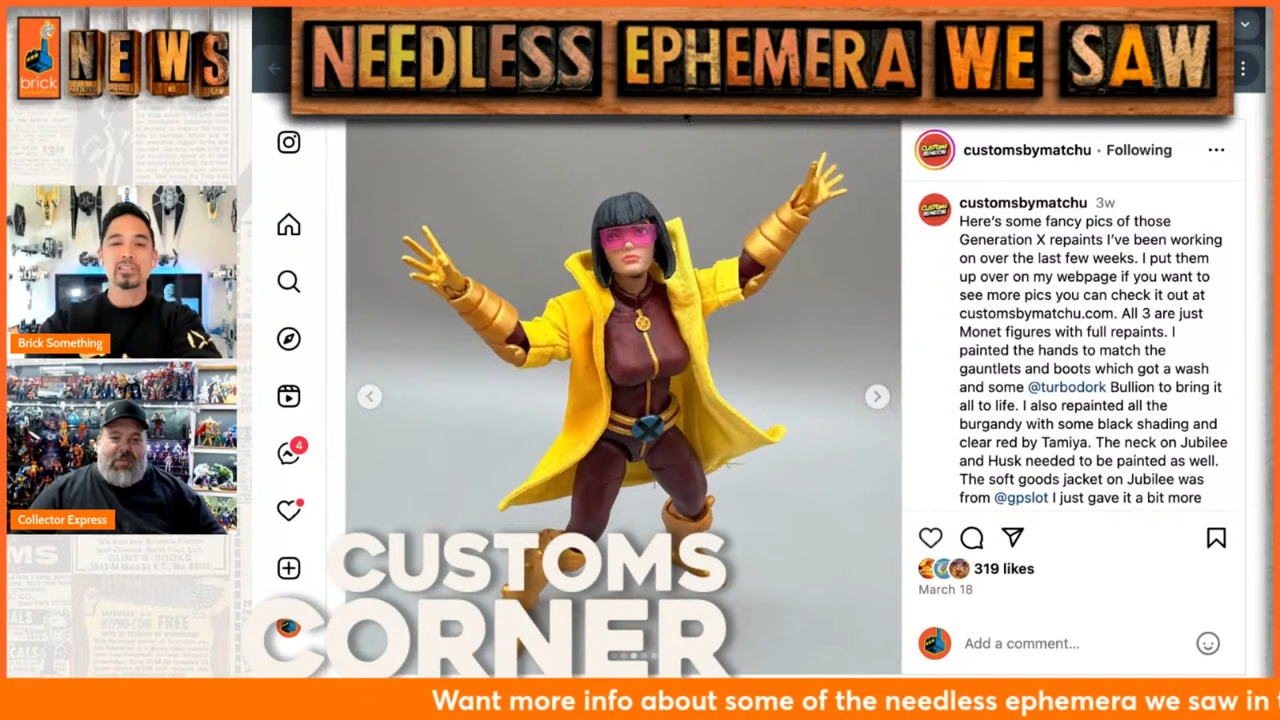 NEEDLESS EPHEMERA WE SAW
brick
NEWS
NEEDLESS EPHEMERA WE SAW
Brick Something
Collector Express
4
customsbymatchu • Following
customsbymatchu 3w
Here's some fancy pics of those
Generation X repaints I've been working
on over the last few weeks. I put them
up over on my webpage if you want to
see more pics you can check it out at
customsbymatchu.com. All 3 are just
Monet figures with full repaints. I
painted the hands to match the
gauntlets and boots which got a wash
and some @turbodork Bullion to bring it
all to life. I also repainted all the
burgandy with some black shading and
clear red by Tamiya. The neck on Jubilee
and Husk needed to be painted as well.
The soft goods jacket on Jubilee was
from @gpslot I just gave it a bit more
319 likes
March 18
Add a comment...
CUSTOMS
CORNER
Want more info about some of the needless ephemera we saw in